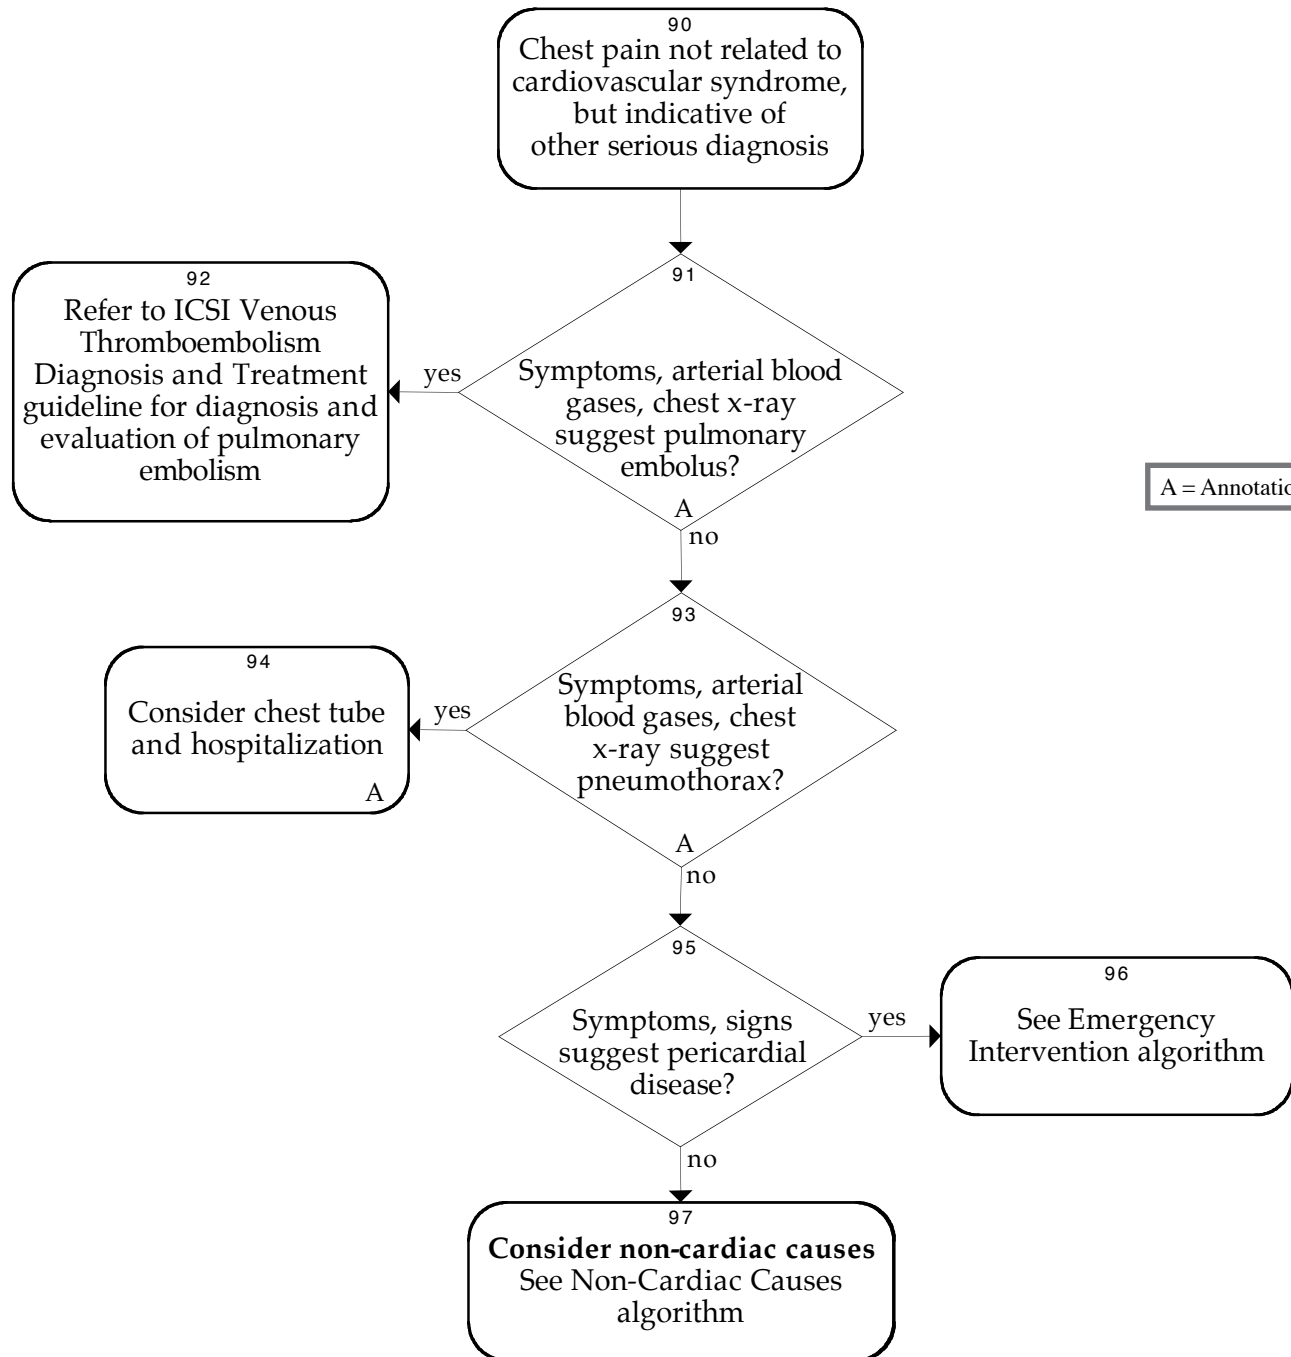 90
Chest pain not related to
cardiovascular syndrome,
but indicative of
other serious diagnosis
91
Symptoms, arterial blood
gases, chest x-ray
suggest pulmonary
embolus?
A
yes
92
Refer to ICSI Venous
Thromboembolism
Diagnosis and Treatment
guideline for diagnosis and
evaluation of pulmonary
embolism
A = Annotatio
no
93
Symptoms, arterial
blood gases, chest
x-ray suggest
pneumothorax?
A
yes
94
Consider chest tube
and hospitalization
A
no
95
Symptoms, signs
suggest pericardial
disease?
yes
96
See Emergency
Intervention algorithm
no
97
Consider non-cardiac causes
See Non-Cardiac Causes
algorithm